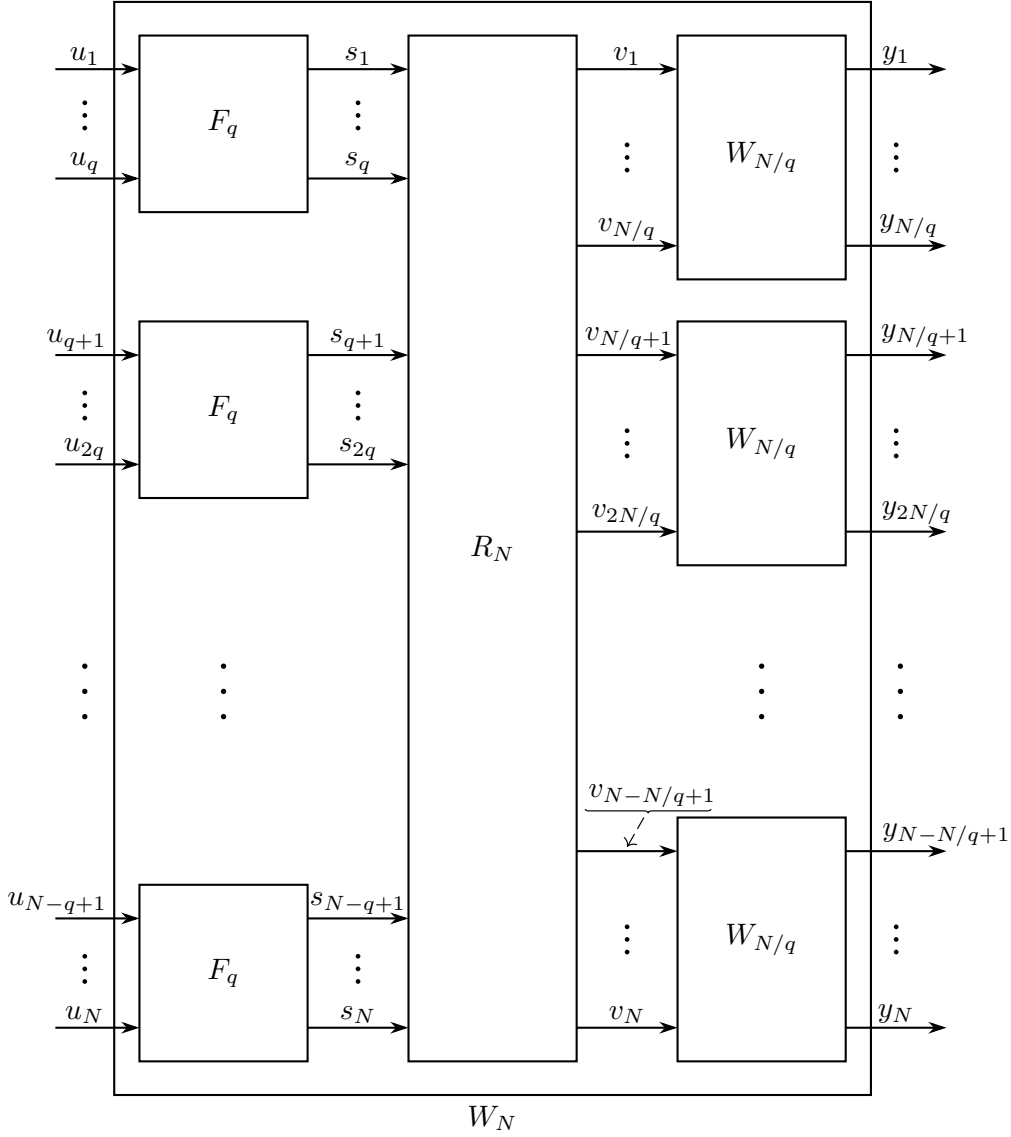 u_1 s_1 v_1 y_1
F_q W_{N/q}
u_q s_q
v_{N/q} y_{N/q}
u_{q+1} s_{q+1} v_{N/q+1} y_{N/q+1}
F_q W_{N/q}
u_{2q} s_{2q}
v_{2N/q} y_{2N/q}
R_N
v_{N-N/q+1}
y_{N-N/q+1}
u_{N-q+1} s_{N-q+1}
W_{N/q}
F_q
u_N s_N v_N y_N
W_N